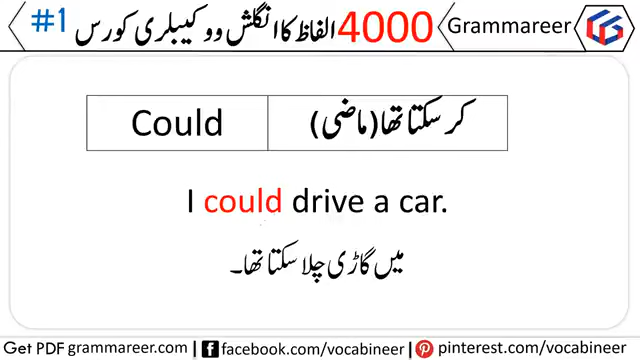 #1 4000 الفاظ کا انگلش ووکیبلری کورس Grammareer
Could کر سکتا تھا (ماضی)
I could drive a car.
میں گاڑی چلا سکتا تھا۔
Get PDF grammareer.com | facebook.com/vocabineer | pinterest.com/vocabineer